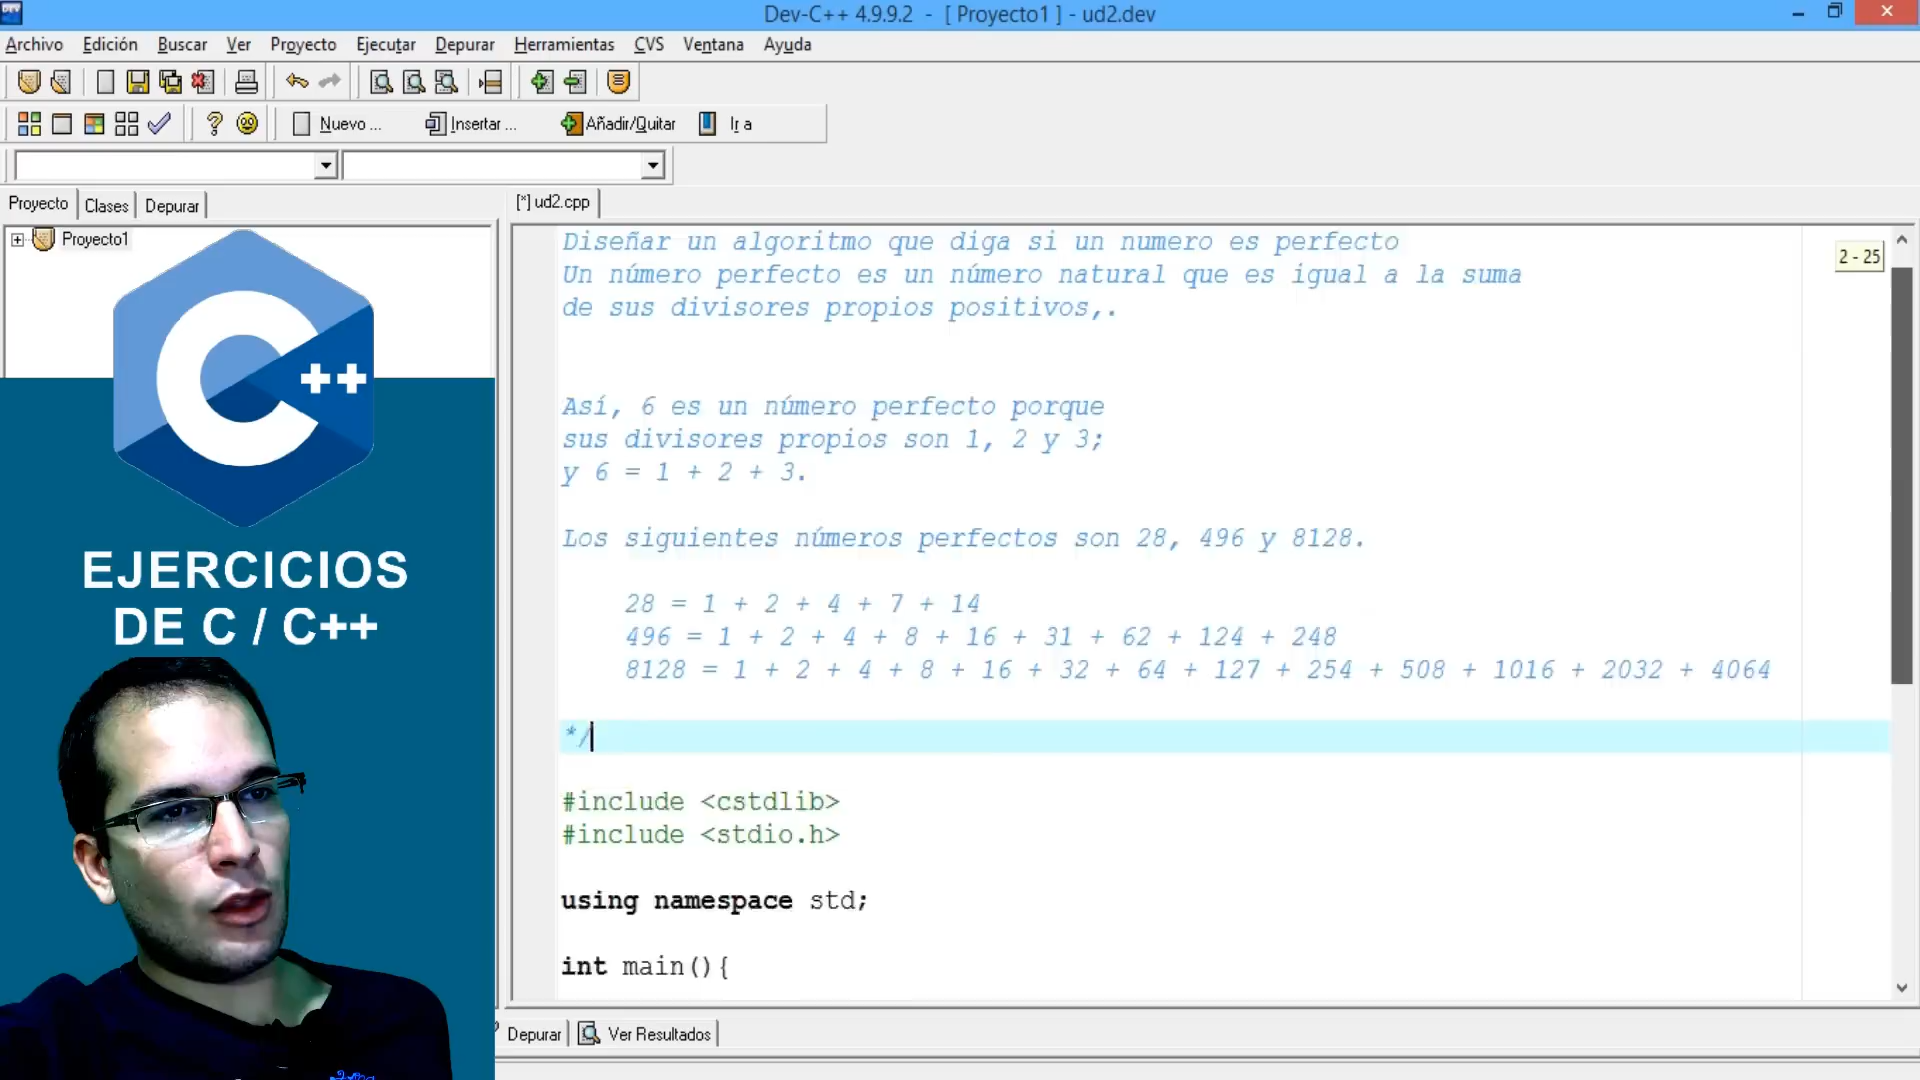 Dev-C++ 4.9.9.2 - [ Proyecto1 ] - ud2.dev
Archivo Edición Buscar Ver Proyecto Ejecutar Depurar Herramientas CVS Ventana Ayuda
Nuevo ... Insertar ... Añadir/Quitar Ir a
Proyecto Clases Depurar
[*] ud2.cpp
Proyecto1
Diseñar un algoritmo que diga si un numero es perfecto
2 - 25
Un número perfecto es un número natural que es igual a la suma
de sus divisores propios positivos,.
Así, 6 es un número perfecto porque
sus divisores propios son 1, 2 y 3;
y 6 = 1 + 2 + 3.
Los siguientes números perfectos son 28, 496 y 8128.
28 = 1 + 2 + 4 + 7 + 14
496 = 1 + 2 + 4 + 8 + 16 + 31 + 62 + 124 + 248
8128 = 1 + 2 + 4 + 8 + 16 + 32 + 64 + 127 + 254 + 508 + 1016 + 2032 + 4064
*/
#include <cstdlib>
#include <stdio.h>
using namespace std;
int main(){
Depurar Ver Resultados
C++
EJERCICIOS
DE C / C++